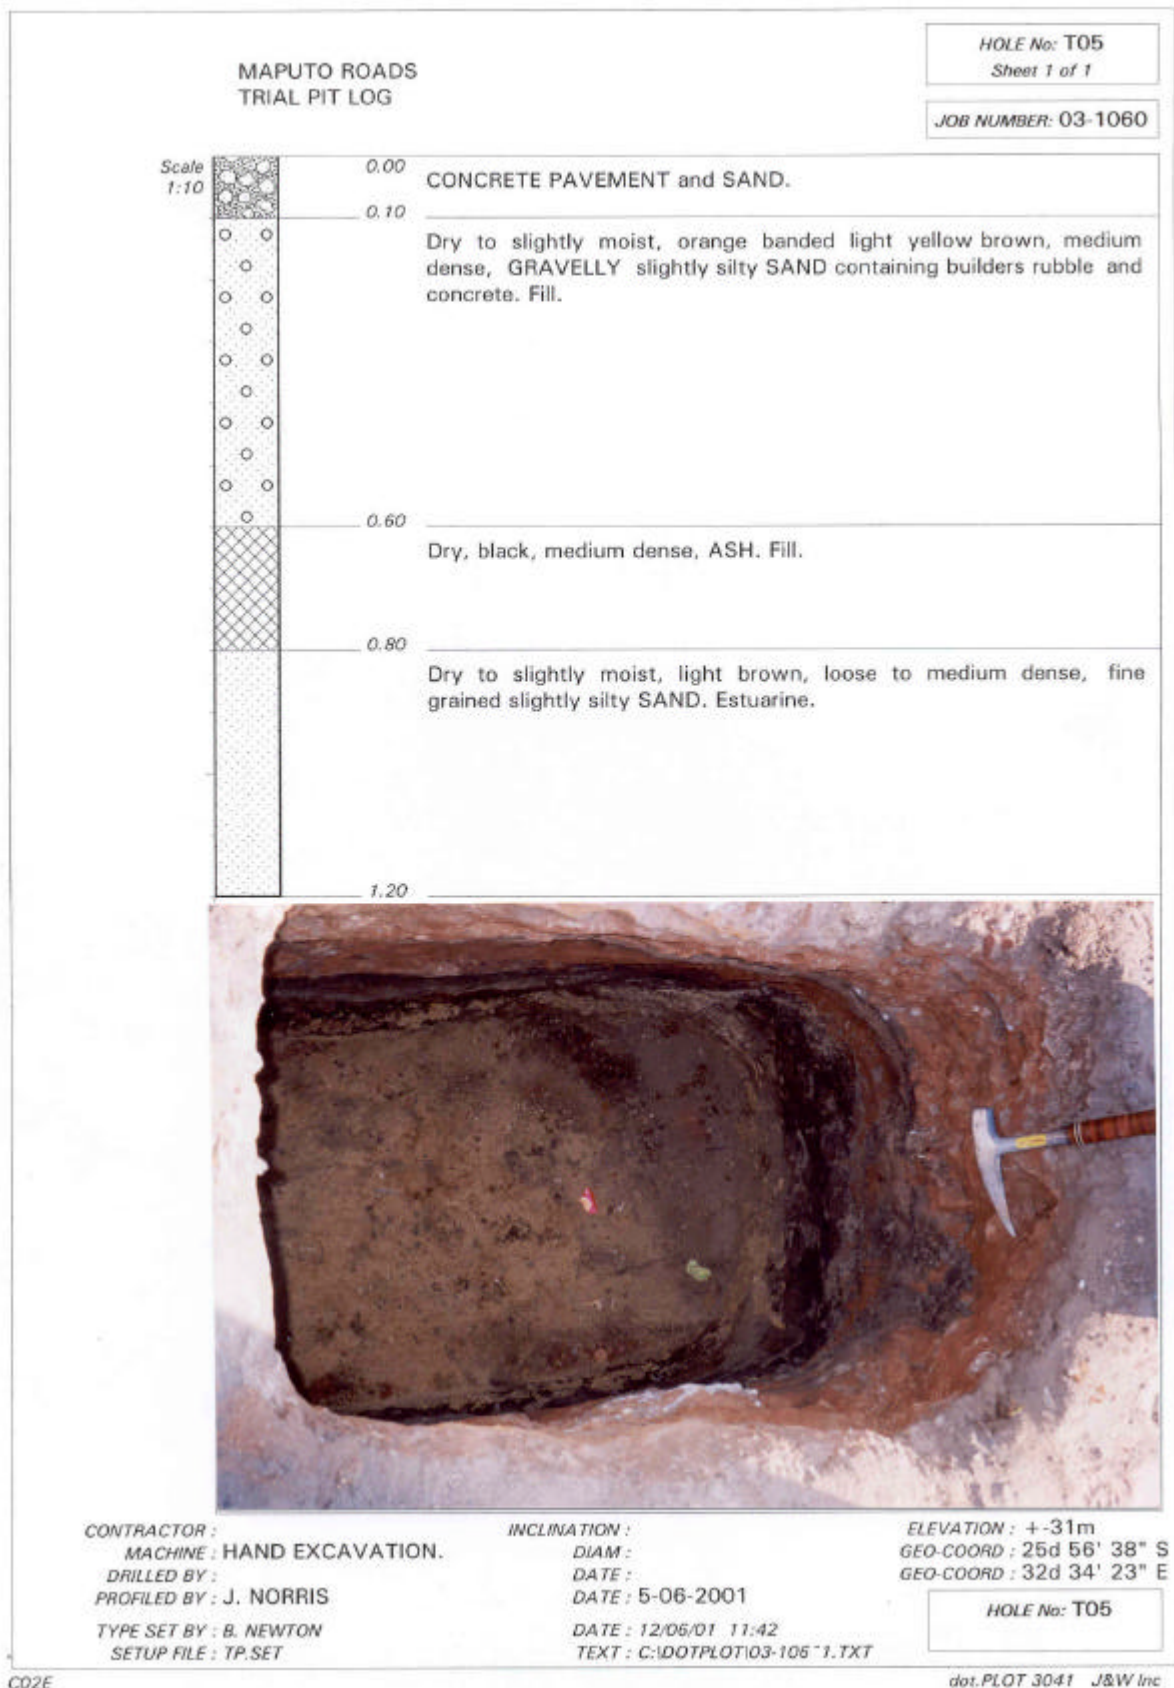 MAPUTO ROADS
TRIAL PIT LOG
HOLE No: T05
Sheet 1 of 1
JOB NUMBER: 03-1060
Scale
1:10
0.00
CONCRETE PAVEMENT and SAND.
0.10
Dry to slightly moist, orange banded light yellow brown, medium
dense, GRAVELLY slightly silty SAND containing builders rubble and
concrete. Fill.
0.60
Dry, black, medium dense, ASH. Fill.
0.80
Dry to slightly moist, light brown, loose to medium dense, fine
grained slightly silty SAND. Estuarine.
1.20
CONTRACTOR :
MACHINE : HAND EXCAVATION.
DRILLED BY :
PROFILED BY : J. NORRIS
TYPE SET BY : B. NEWTON
SETUP FILE : TP.SET
INCLINATION :
DIAM :
DATE :
DATE : 5-06-2001
DATE : 12/06/01 11:42
TEXT : C:\DOTPLOT\03-106~1.TXT
ELEVATION : +-31m
GEO-COORD : 25d 56' 38" S
GEO-COORD : 32d 34' 23" E
HOLE No: T05
C02E
dot.PLOT 3041 J&W Inc